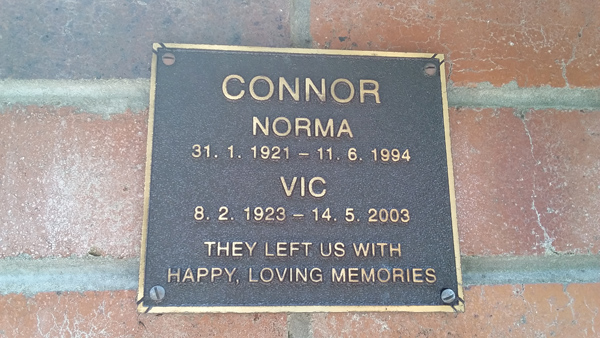 CONNOR
NORMA
31. 1. 1921 – 11. 6. 1994
VIC
8. 2. 1923 – 14. 5. 2003
THEY LEFT US WITH
HAPPY, LOVING MEMORIES